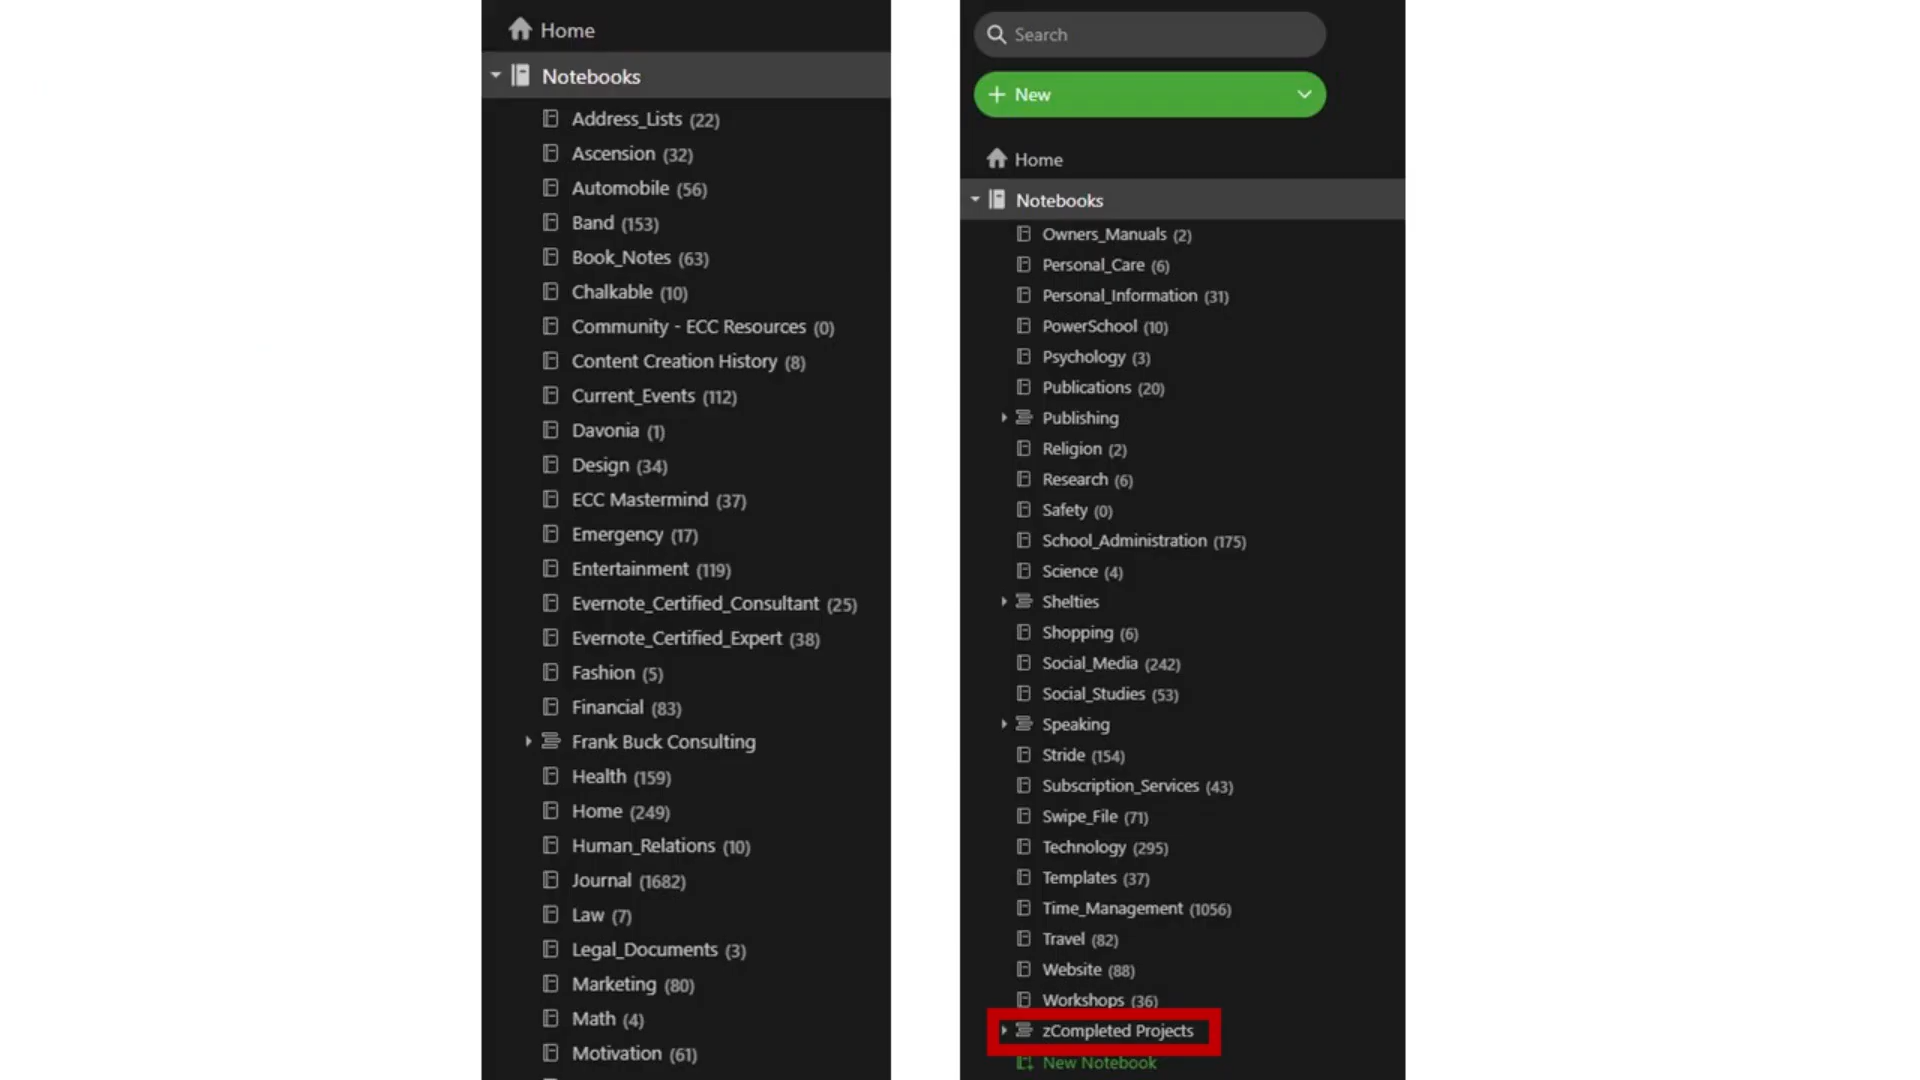 Home
Notebooks
Address_Lists (22)
Ascension (32)
Automobile (56)
Band (153)
Book_Notes (63)
Chalkable (10)
Community - ECC Resources (0)
Content Creation History (8)
Current_Events (112)
Davonia (1)
Design (34)
ECC Mastermind (37)
Emergency (17)
Entertainment (119)
Evernote_Certified_Consultant (25)
Evernote_Certified_Expert (38)
Fashion (5)
Financial (83)
Frank Buck Consulting
Health (159)
Home (249)
Human_Relations (10)
Journal (1682)
Law (7)
Legal_Documents (3)
Marketing (80)
Math (4)
Motivation (61)
Search
New
Home
Notebooks
Owners_Manuals (2)
Personal_Care (6)
Personal_Information (31)
PowerSchool (10)
Psychology (3)
Publications (20)
Publishing
Religion (2)
Research (6)
Safety (0)
School_Administration (175)
Science (4)
Shelties
Shopping (6)
Social_Media (242)
Social_Studies (53)
Speaking
Stride (154)
Subscription_Services (43)
Swipe_File (71)
Technology (295)
Templates (37)
Time_Management (1056)
Travel (82)
Website (88)
Workshops (36)
zCompleted Projects
New Notebook